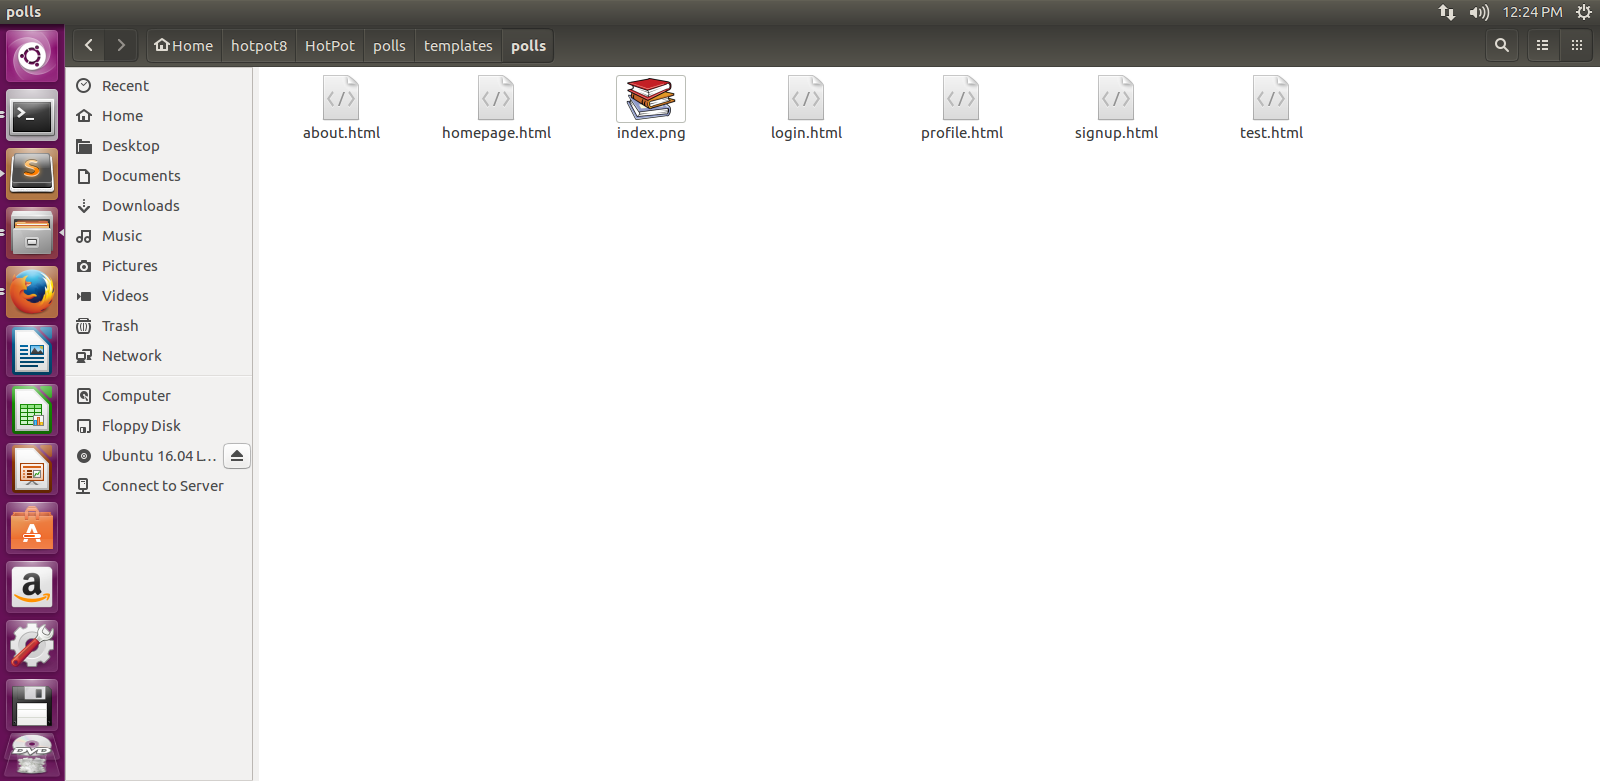 polls
12:24 PM
Home hotpot8 HotPot polls templates polls
Recent
Home
Desktop
Documents
Downloads
Music
Pictures
Videos
Trash
Network
Computer
Floppy Disk
Ubuntu 16.04 L...
Connect to Server
about.html homepage.html index.png login.html profile.html signup.html test.html
>_
S
A
a
DVD